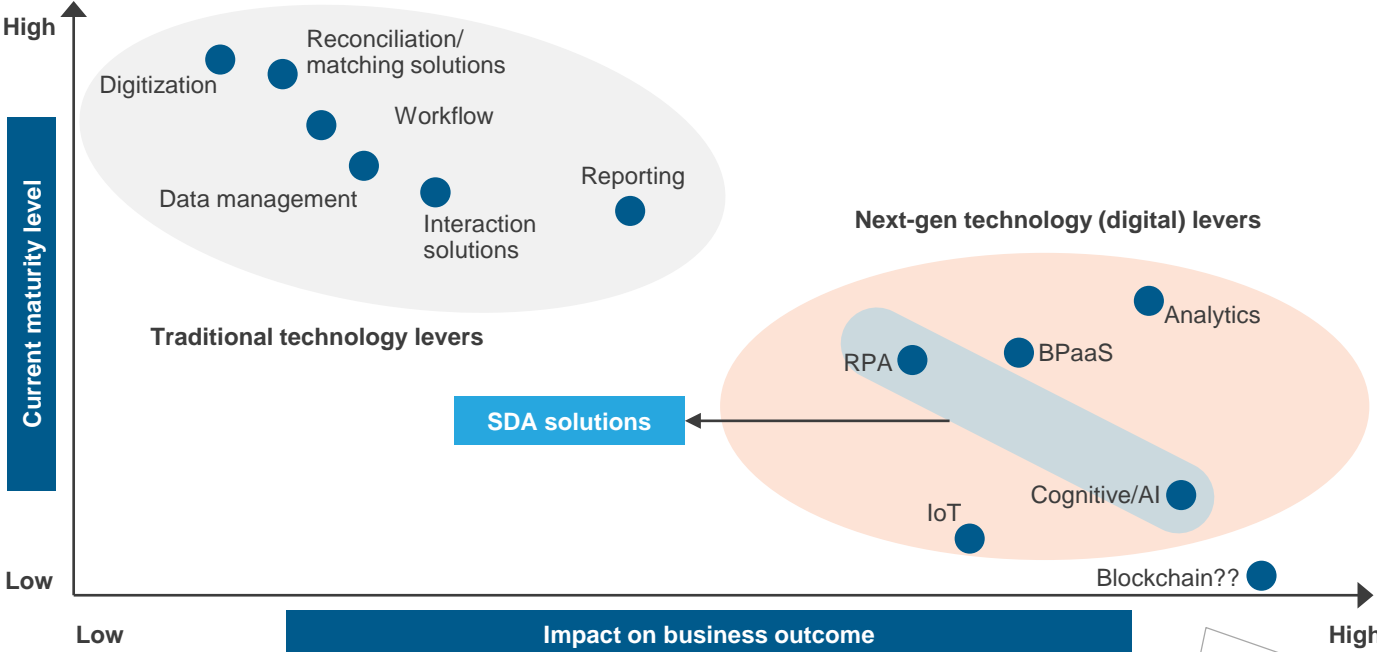 High
Reconciliation/
matching solutions
Digitization
Workflow
Data management
Interaction
solutions
Reporting
Current maturity level
Traditional technology levers
Next-gen technology (digital) levers
Analytics
RPA
BPaaS
SDA solutions
Cognitive/AI
IoT
Blockchain??
Low
Low
Impact on business outcome
High